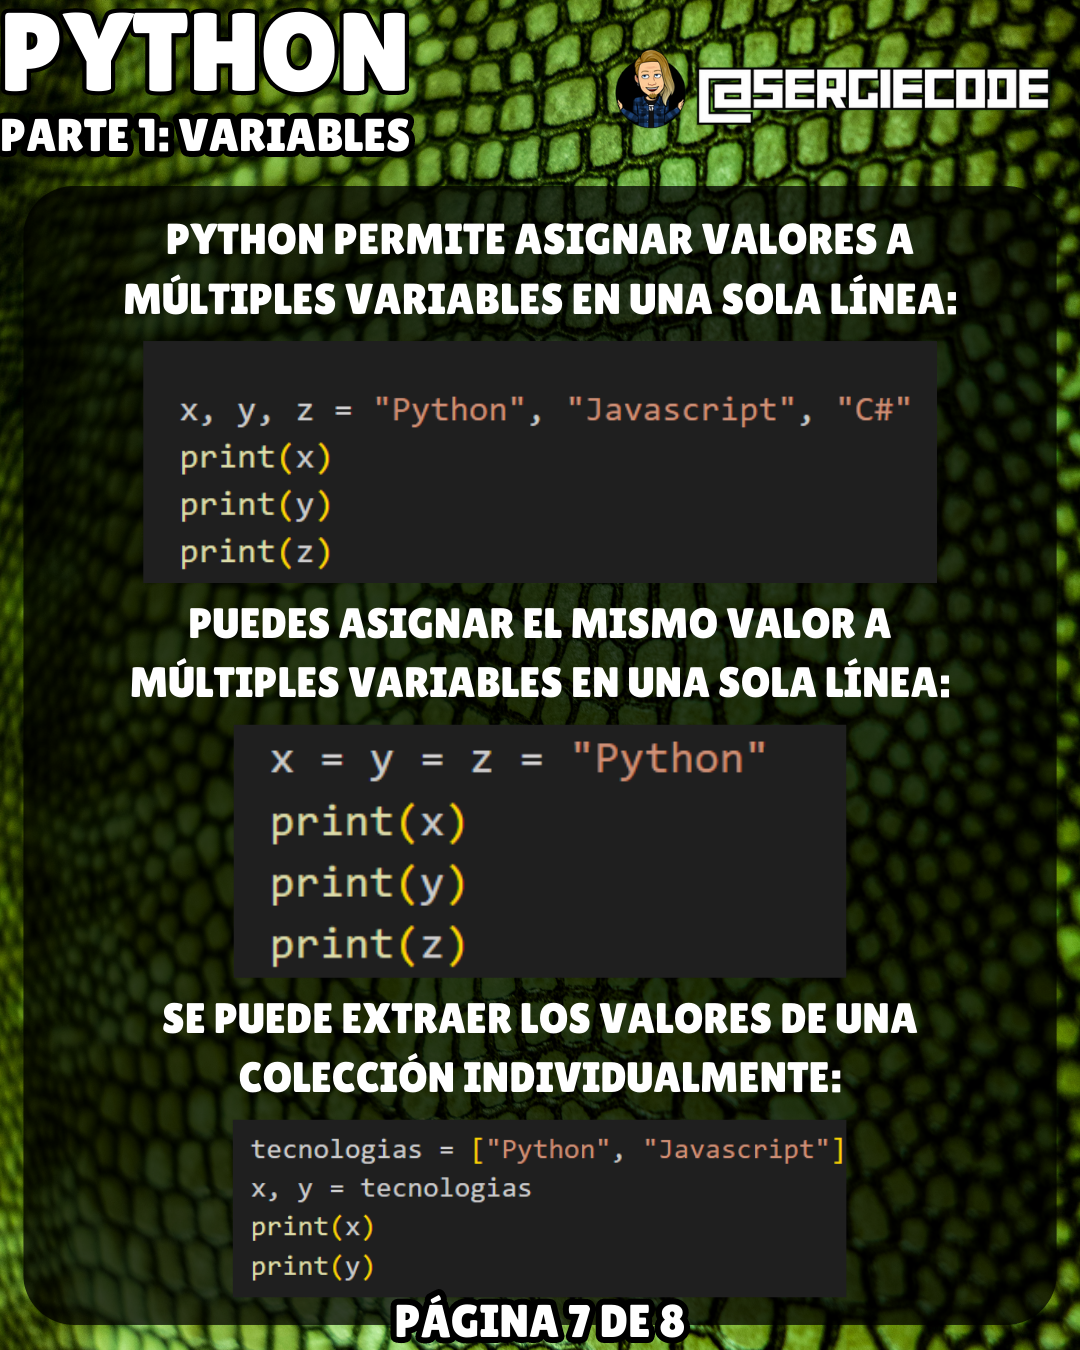 PYTHON
PARTE 1: VARIABLES
@SERGIECODE
PYTHON PERMITE ASIGNAR VALORES A
MÚLTIPLES VARIABLES EN UNA SOLA LÍNEA:
x, y, z = "Python", "Javascript", "C#"
print(x)
print(y)
print(z)
PUEDES ASIGNAR EL MISMO VALOR A
MÚLTIPLES VARIABLES EN UNA SOLA LÍNEA:
x = y = z = "Python"
print(x)
print(y)
print(z)
SE PUEDE EXTRAER LOS VALORES DE UNA
COLECCIÓN INDIVIDUALMENTE:
tecnologias = ["Python", "Javascript"]
x, y = tecnologias
print(x)
print(y)
PÁGINA 7 DE 8